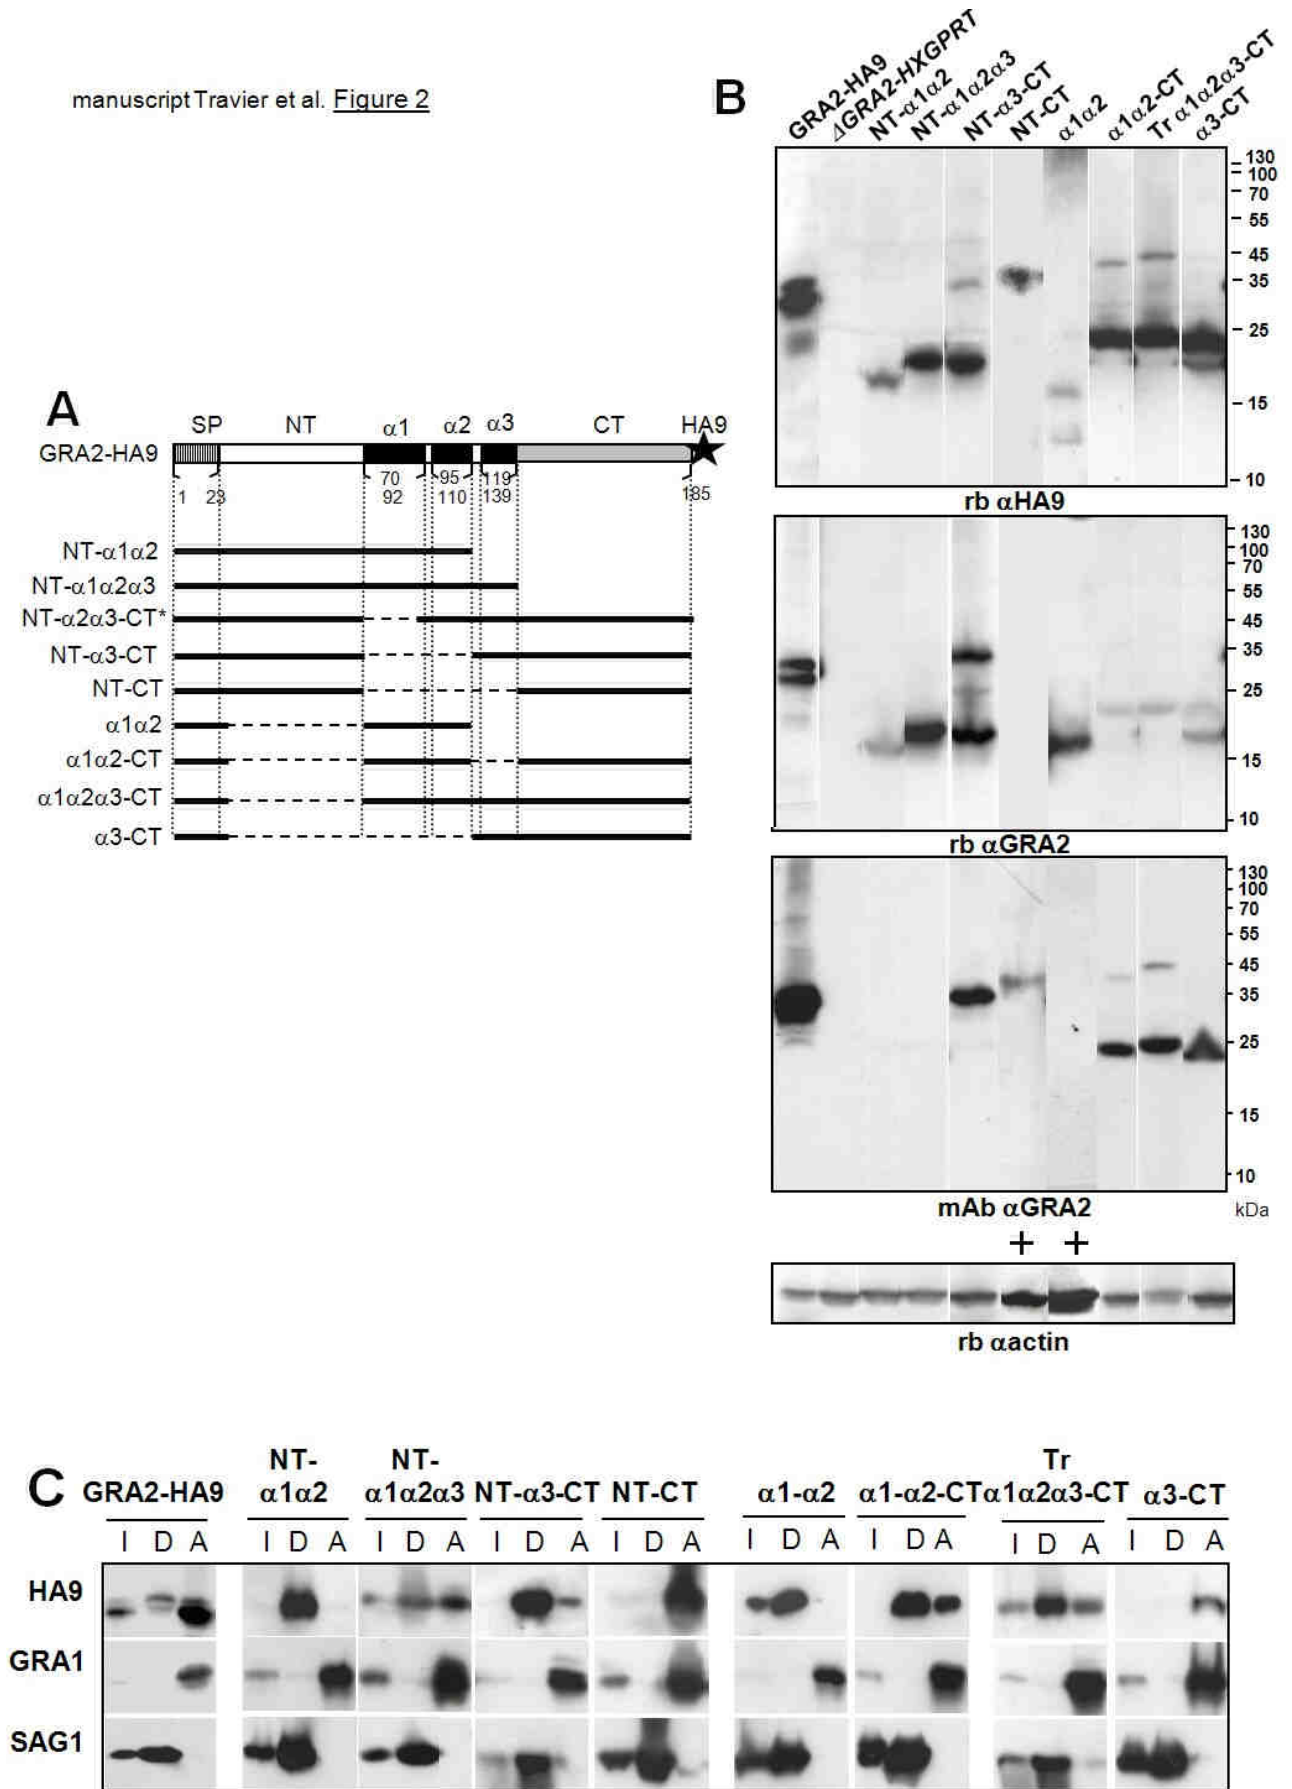 manuscript Travier et al. Figure 2
A
SP NT α1 α2 α3 CT HA9
GRA2-HA9
70 95 119
1 23 92 110 139 185
NT-α1α2
NT-α1α2α3
NT-α2α3-CT*
NT-α3-CT
NT-CT
α1α2
α1α2-CT
α1α2α3-CT
α3-CT
B
GRA2-HA9
ΔGRA2-HXGPRT
NT-α1α2
NT-α1α2α3
NT-α3-CT
NT-CT
α1α2
α1α2-CT
Tr α1α2α3-CT
α3-CT
130
100
70
55
45
35
25
15
10
rb αHA9
130
100
70
55
45
35
25
15
10
rb αGRA2
130
100
70
55
45
35
25
15
10
mAb αGRA2 kDa
+ +
rb αactin
C
GRA2-HA9
NT-
α1α2
NT-
α1α2α3
NT-α3-CT
NT-CT
α1-α2
α1-α2-CT
Tr
α1α2α3-CT
α3-CT
I D A I D A I D A I D A I D A I D A I D A I D A I D A
HA9
GRA1
SAG1